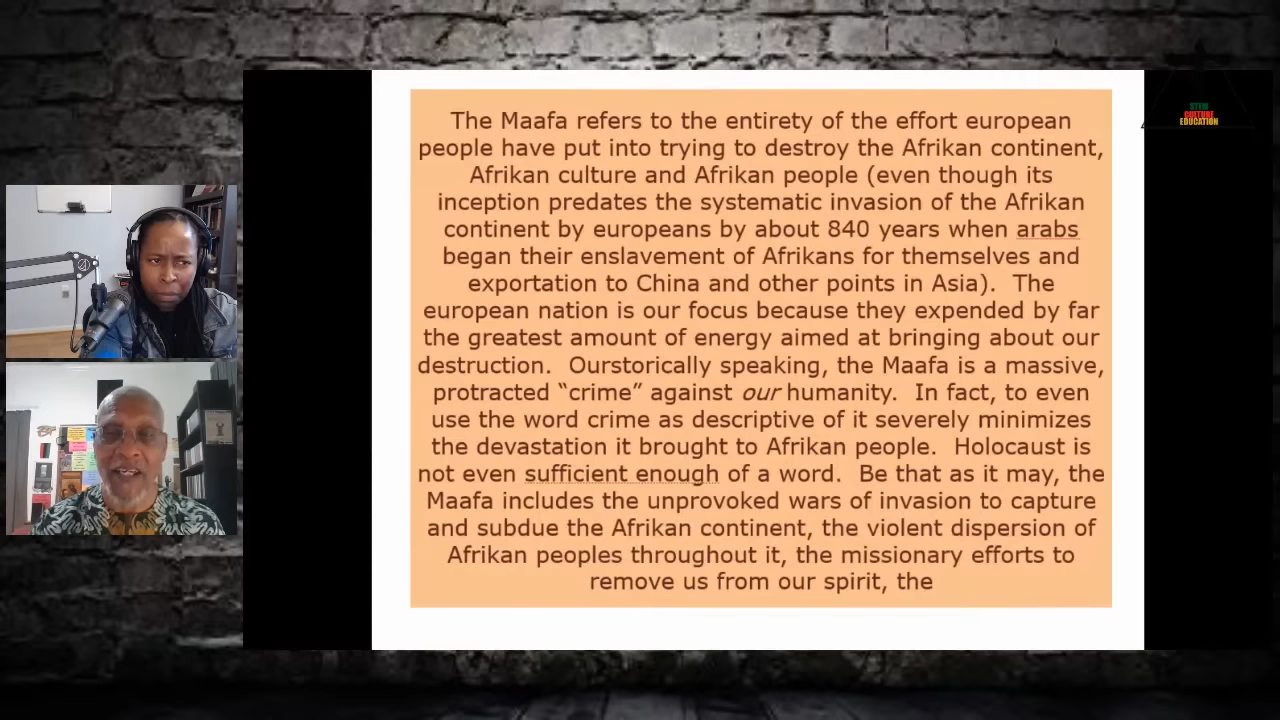 The Maafa refers to the entirety of the effort european
people have put into trying to destroy the Afrikan continent,
Afrikan culture and Afrikan people (even though its
inception predates the systematic invasion of the Afrikan
continent by europeans by about 840 years when arabs
began their enslavement of Afrikans for themselves and
exportation to China and other points in Asia).  The
european nation is our focus because they expended by far
the greatest amount of energy aimed at bringing about our
destruction.  Ourstorically speaking, the Maafa is a massive,
protracted “crime” against our humanity.  In fact, to even
use the word crime as descriptive of it severely minimizes
the devastation it brought to Afrikan people.  Holocaust is
not even sufficient enough of a word.  Be that as it may, the
Maafa includes the unprovoked wars of invasion to capture
and subdue the Afrikan continent, the violent dispersion of
Afrikan peoples throughout it, the missionary efforts to
remove us from our spirit, the
STEM
CULTURE
EDUCATION